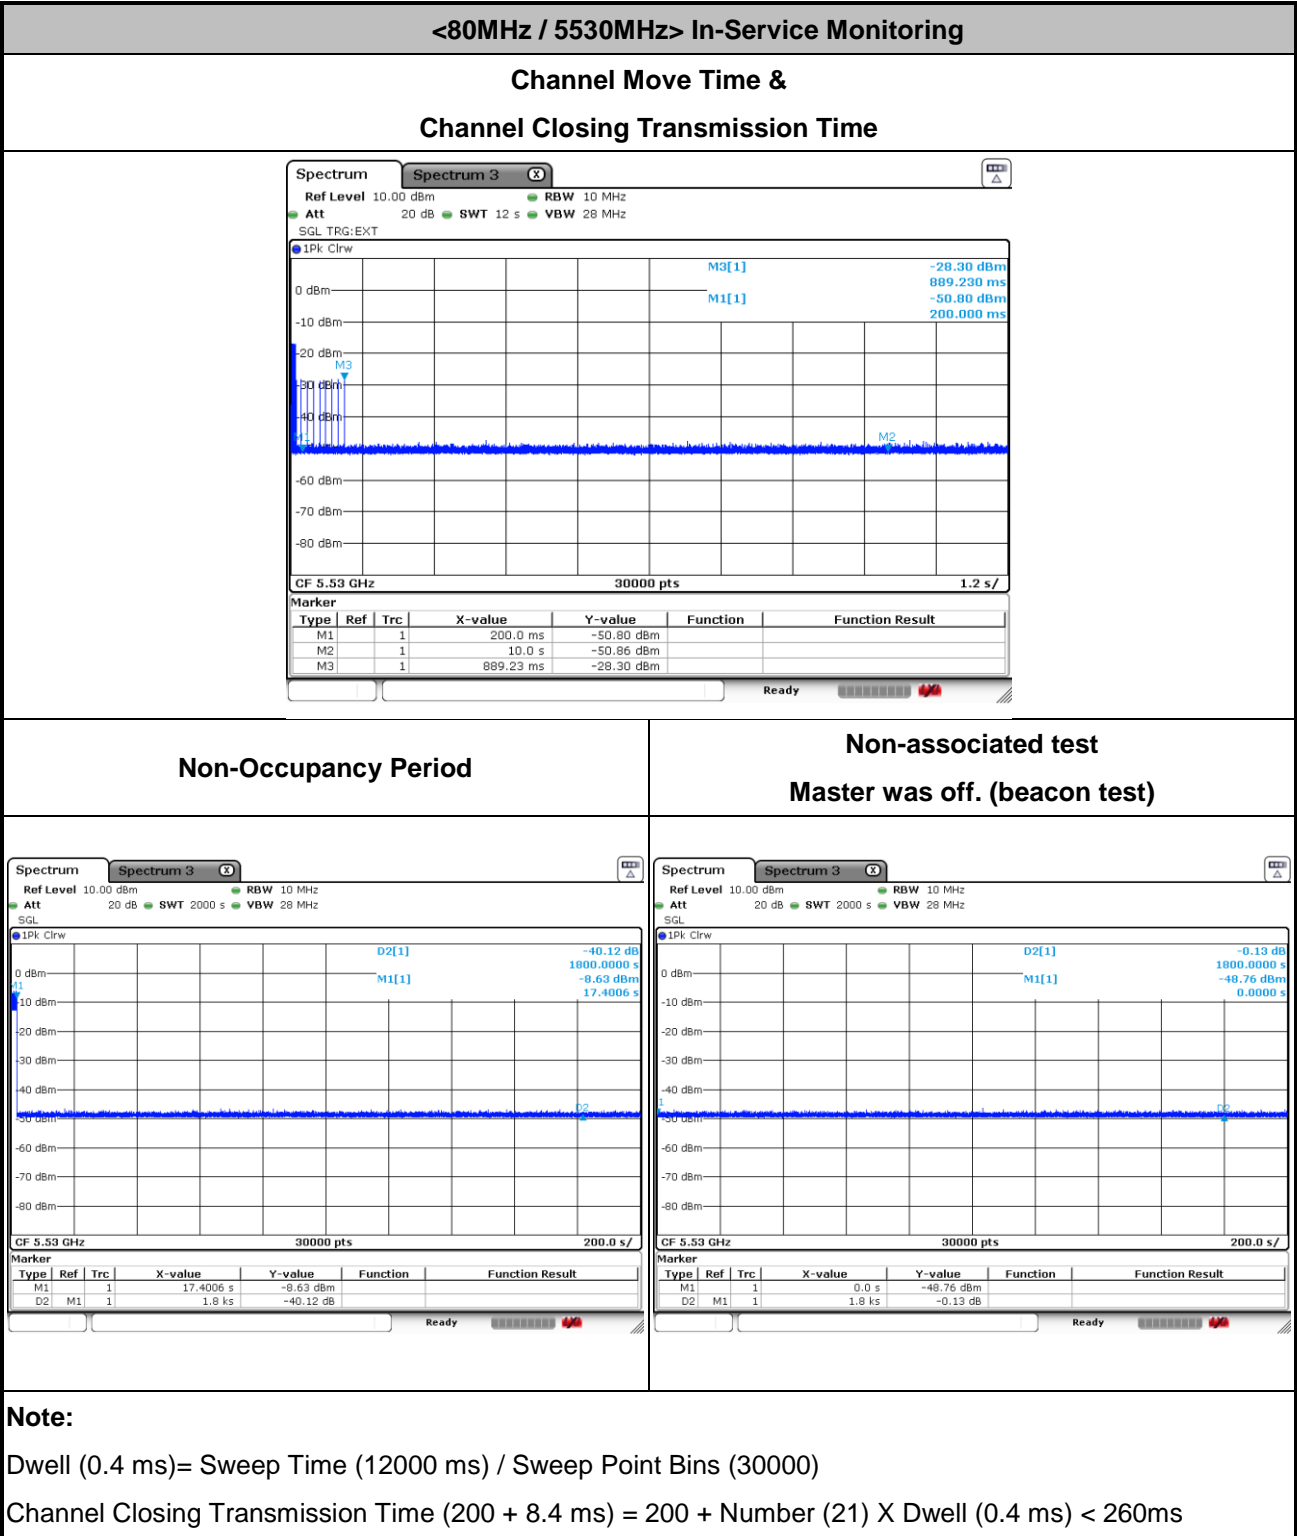 <80MHz / 5530MHz> In-Service Monitoring
Channel Move Time &
Channel Closing Transmission Time
Spectrum Spectrum 3 X
Ref Level 10.00 dBm RBW 10 MHz
Att 20 dB SWT 12 s VBW 28 MHz
SGL TRG:EXT
1Pk Clrw
M3[1] -28.30 dBm
889.230 ms
0 dBm
M1[1] -50.80 dBm
200.000 ms
-10 dBm
-20 dBm
M3
-30 dBm
-40 dBm
M1 M2
-60 dBm
-70 dBm
-80 dBm
CF 5.53 GHz 30000 pts 1.2 s/
Marker
Type Ref Trc X-value Y-value Function Function Result
M1 1 200.0 ms -50.80 dBm
M2 1 10.0 s -50.86 dBm
M3 1 889.23 ms -28.30 dBm
Ready
Non-Occupancy Period
Non-associated test
Master was off. (beacon test)
Spectrum Spectrum 3 X
Ref Level 10.00 dBm RBW 10 MHz
Att 20 dB SWT 2000 s VBW 28 MHz
SGL
1Pk Clrw
D2[1] -40.12 dB
1800.0000 s
0 dBm
M1[1] -8.63 dBm
M1 17.4006 s
-10 dBm
-20 dBm
-30 dBm
-40 dBm
D2
-50 dBm
-60 dBm
-70 dBm
-80 dBm
CF 5.53 GHz 30000 pts 200.0 s/
Marker
Type Ref Trc X-value Y-value Function Function Result
M1 1 17.4006 s -8.63 dBm
D2 M1 1 1.8 ks -40.12 dB
Ready
Spectrum Spectrum 3 X
Ref Level 10.00 dBm RBW 10 MHz
Att 20 dB SWT 2000 s VBW 28 MHz
SGL
1Pk Clrw
D2[1] -0.13 dB
1800.0000 s
0 dBm
M1[1] -48.76 dBm
0.0000 s
-10 dBm
-20 dBm
-30 dBm
-40 dBm
1 D2
-50 dBm
-60 dBm
-70 dBm
-80 dBm
CF 5.53 GHz 30000 pts 200.0 s/
Marker
Type Ref Trc X-value Y-value Function Function Result
M1 1 0.0 s -48.76 dBm
D2 M1 1 1.8 ks -0.13 dB
Ready
Note:
Dwell (0.4 ms)= Sweep Time (12000 ms) / Sweep Point Bins (30000)
Channel Closing Transmission Time (200 + 8.4 ms) = 200 + Number (21) X Dwell (0.4 ms) < 260ms